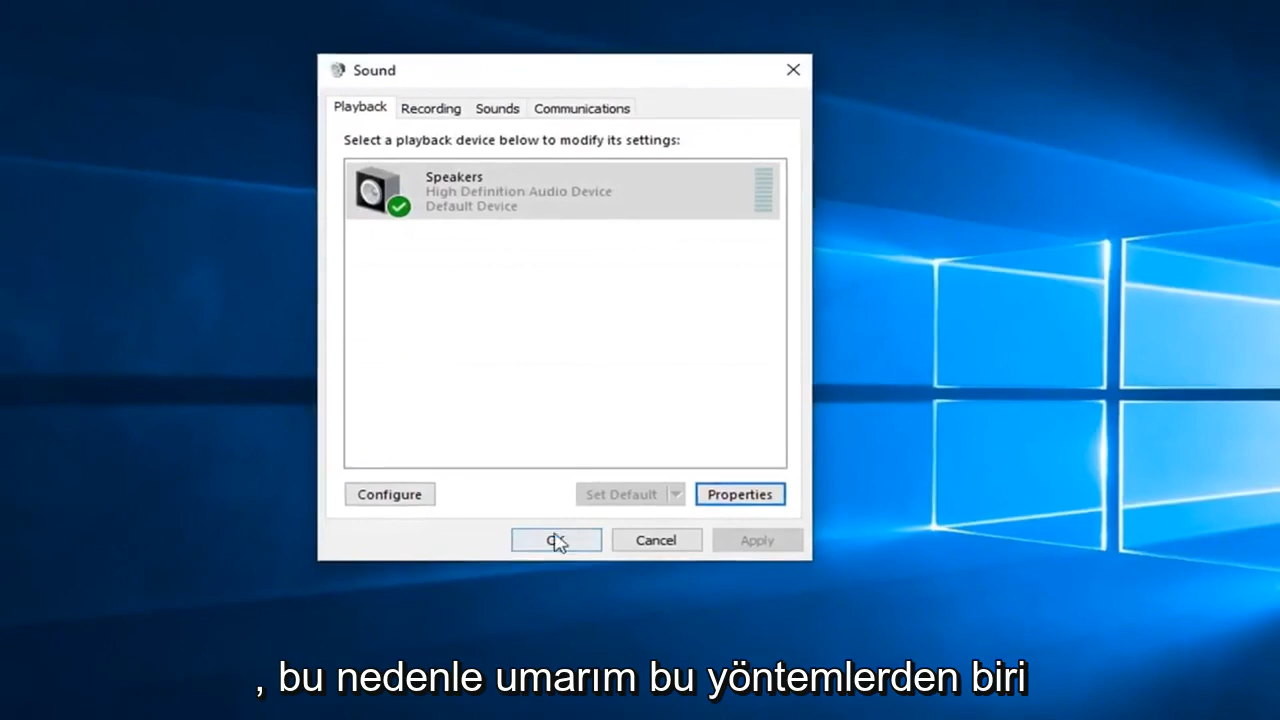 Sound
Playback
Recording
Sounds
Communications
Select a playback device below to modify its settings:
Speakers
High Definition Audio Device
Default Device
Configure
Set Default
Properties
Cancel
Apply
, bu nedenle umarım bu yöntemlerden biri